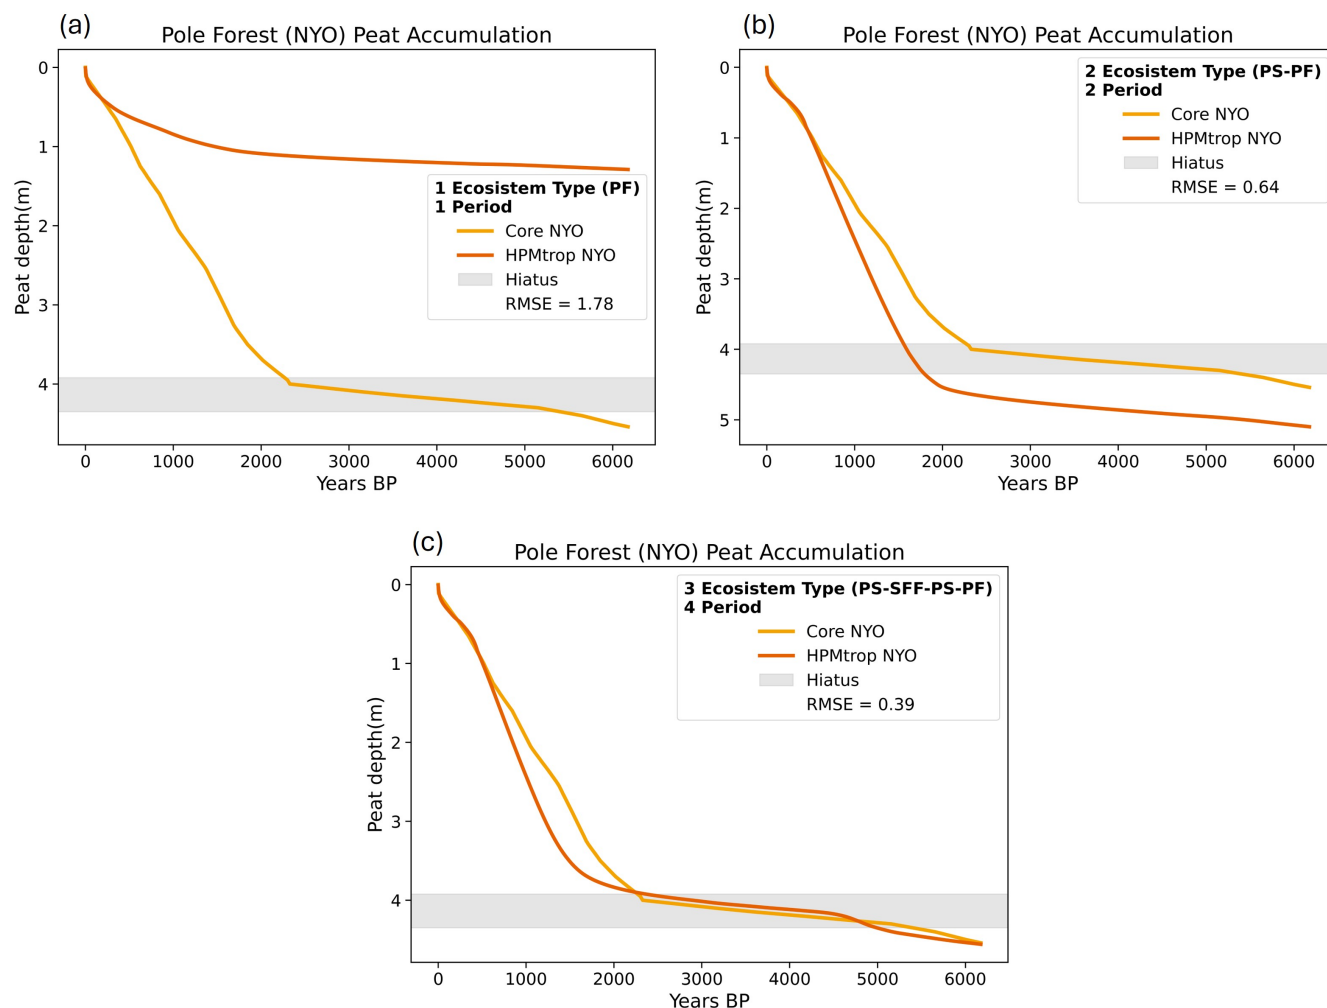 (a)
Pole Forest (NYO) Peat Accumulation
0
1
2
3
4
Peat depth(m)
1 Ecosistem Type (PF)
1 Period
Core NYO
HPMtrop NYO
Hiatus
RMSE = 1.78
0 1000 2000 3000 4000 5000 6000
Years BP
(b)
Pole Forest (NYO) Peat Accumulation
0
1
2
3
4
5
Peat depth(m)
2 Ecosistem Type (PS-PF)
2 Period
Core NYO
HPMtrop NYO
Hiatus
RMSE = 0.64
0 1000 2000 3000 4000 5000 6000
Years BP
(c)
Pole Forest (NYO) Peat Accumulation
0
1
2
3
4
Peat depth(m)
3 Ecosistem Type (PS-SFF-PS-PF)
4 Period
Core NYO
HPMtrop NYO
Hiatus
RMSE = 0.39
0 1000 2000 3000 4000 5000 6000
Years BP